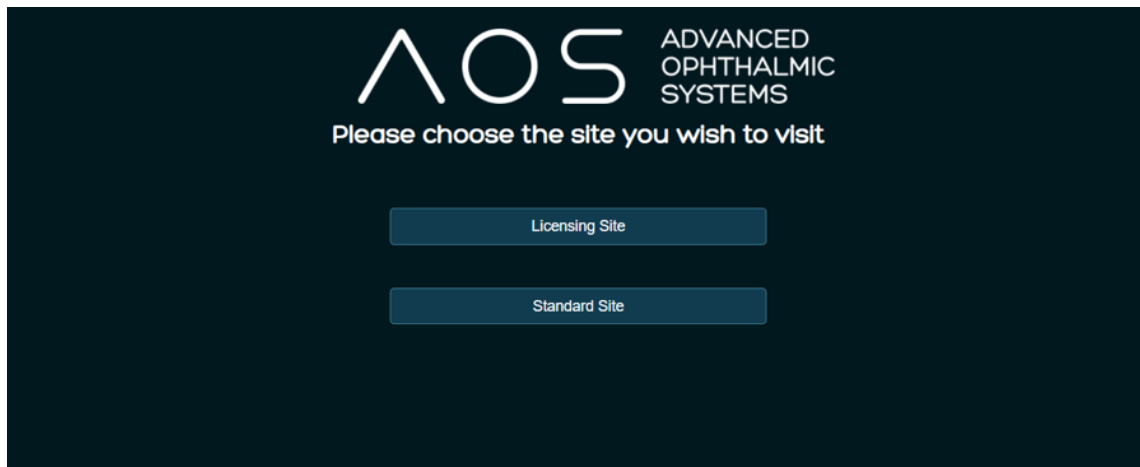 AOS
ADVANCED
OPHTHALMIC
SYSTEMS
Please choose the site you wish to visit
Licensing Site
Standard Site